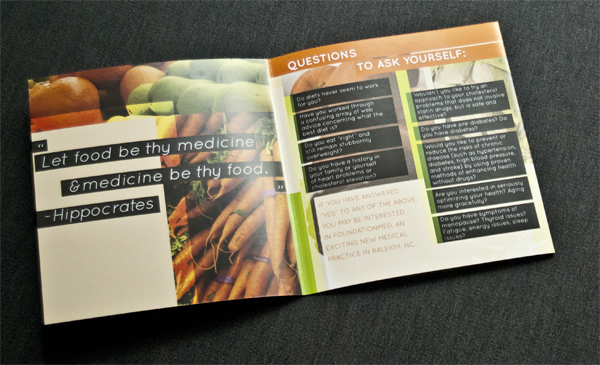 "
Let food be thy medicine
& medicine be thy food.
"
-Hippocrates
QUESTIONS
TO ASK YOURSELF:
Do diets never seem to work
for you?
Have you worked through
a confusing array of web
advice concerning what the
best diet is?
Do you eat "right" and
still remain stubbornly
overweight?
Do you have a history in
your family or yourself
of heart problems or
cholesterol elevation?
IF YOU HAVE ANSWERED
"YES" TO ANY OF THE ABOVE,
YOU MAY BE INTERESTED
IN FOUNDATIONMED, AN
EXCITING NEW MEDICAL
PRACTICE IN RALEIGH, NC.
Wouldn't you like to try an
approach to your cholesterol
problems that does not involve
statin drugs, but is safe and
effective?
Do you have pre-diabetes? Do
you have diabetes?
Would you like to prevent or
reduce the risks of chronic
disease (such as hypertension,
diabetes, high blood pressure,
and stroke) by using proven
methods of enhancing health
without drugs?
Are you interested in seriously
optimizing your health? Aging
more gracefully?
Do you have symptoms of
menopause? Thyroid issues?
Fatigue, energy issues, sleep
issues?